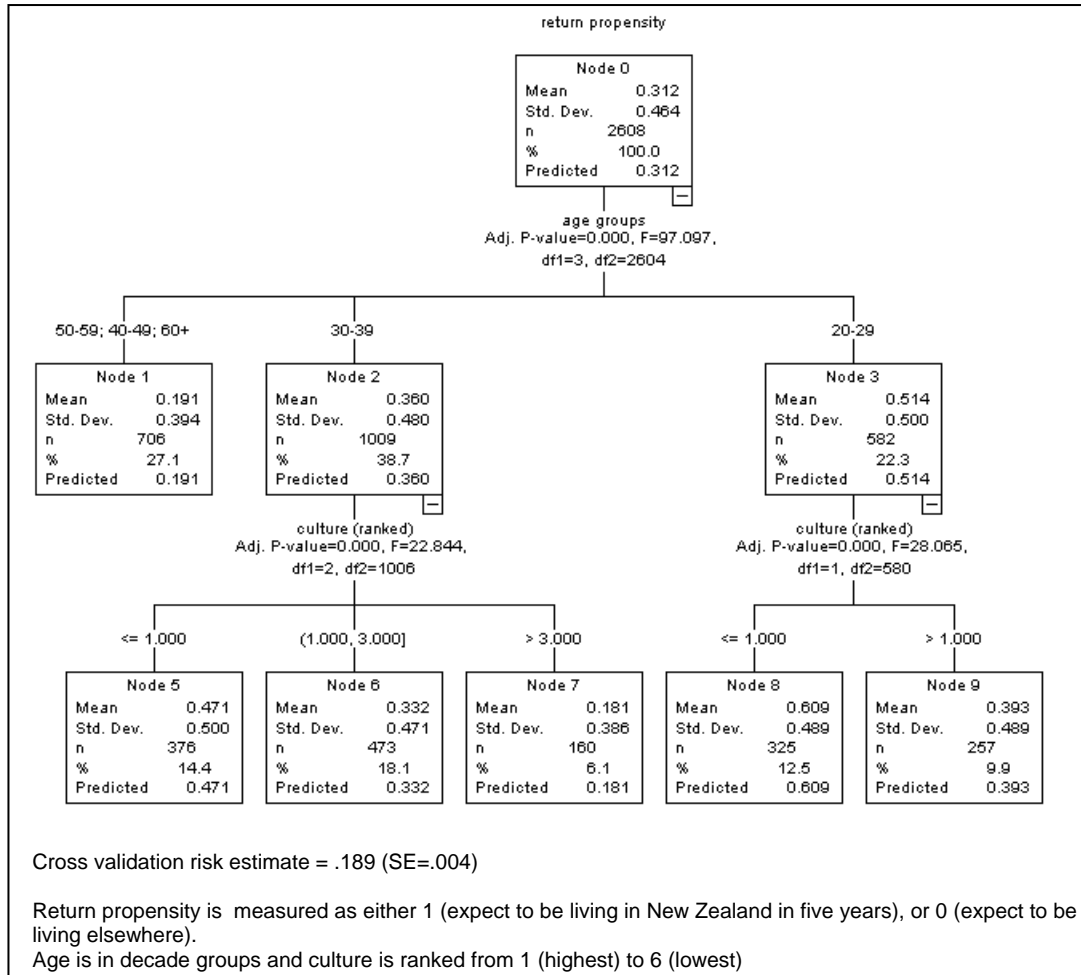 return propensity
Node 0
Mean 0.312
Std. Dev. 0.464
n 2608
% 100.0
Predicted 0.312
age groups
Adj. P-value=0.000, F=97.097,
df1=3, df2=2604
50-59; 40-49; 60+
30-39
20-29
Node 1
Mean 0.191
Std. Dev. 0.394
n 706
% 27.1
Predicted 0.191
Node 2
Mean 0.360
Std. Dev. 0.480
n 1009
% 38.7
Predicted 0.360
Node 3
Mean 0.514
Std. Dev. 0.500
n 582
% 22.3
Predicted 0.514
culture (ranked)
Adj. P-value=0.000, F=22.844,
df1=2, df2=1006
culture (ranked)
Adj. P-value=0.000, F=28.065,
df1=1, df2=580
<= 1.000
(1.000, 3.000]
> 3.000
<= 1.000
> 1.000
Node 5
Mean 0.471
Std. Dev. 0.500
n 376
% 14.4
Predicted 0.471
Node 6
Mean 0.332
Std. Dev. 0.471
n 473
% 18.1
Predicted 0.332
Node 7
Mean 0.181
Std. Dev. 0.386
n 160
% 6.1
Predicted 0.181
Node 8
Mean 0.609
Std. Dev. 0.489
n 325
% 12.5
Predicted 0.609
Node 9
Mean 0.393
Std. Dev. 0.489
n 257
% 9.9
Predicted 0.393
Cross validation risk estimate = .189 (SE=.004)
Return propensity is measured as either 1 (expect to be living in New Zealand in five years), or 0 (expect to be
living elsewhere).
Age is in decade groups and culture is ranked from 1 (highest) to 6 (lowest)